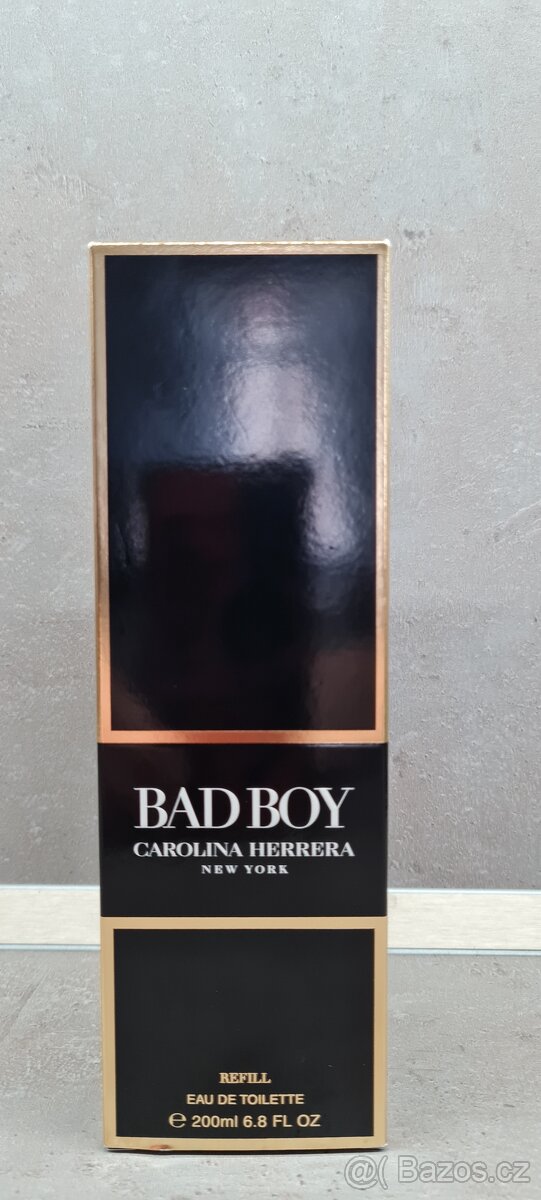 BAD BOY
CAROLINA HERRERA
NEW YORK
REFILL
EAU DE TOILETTE
℮ 200ml 6.8 FL OZ
Bazos.cz